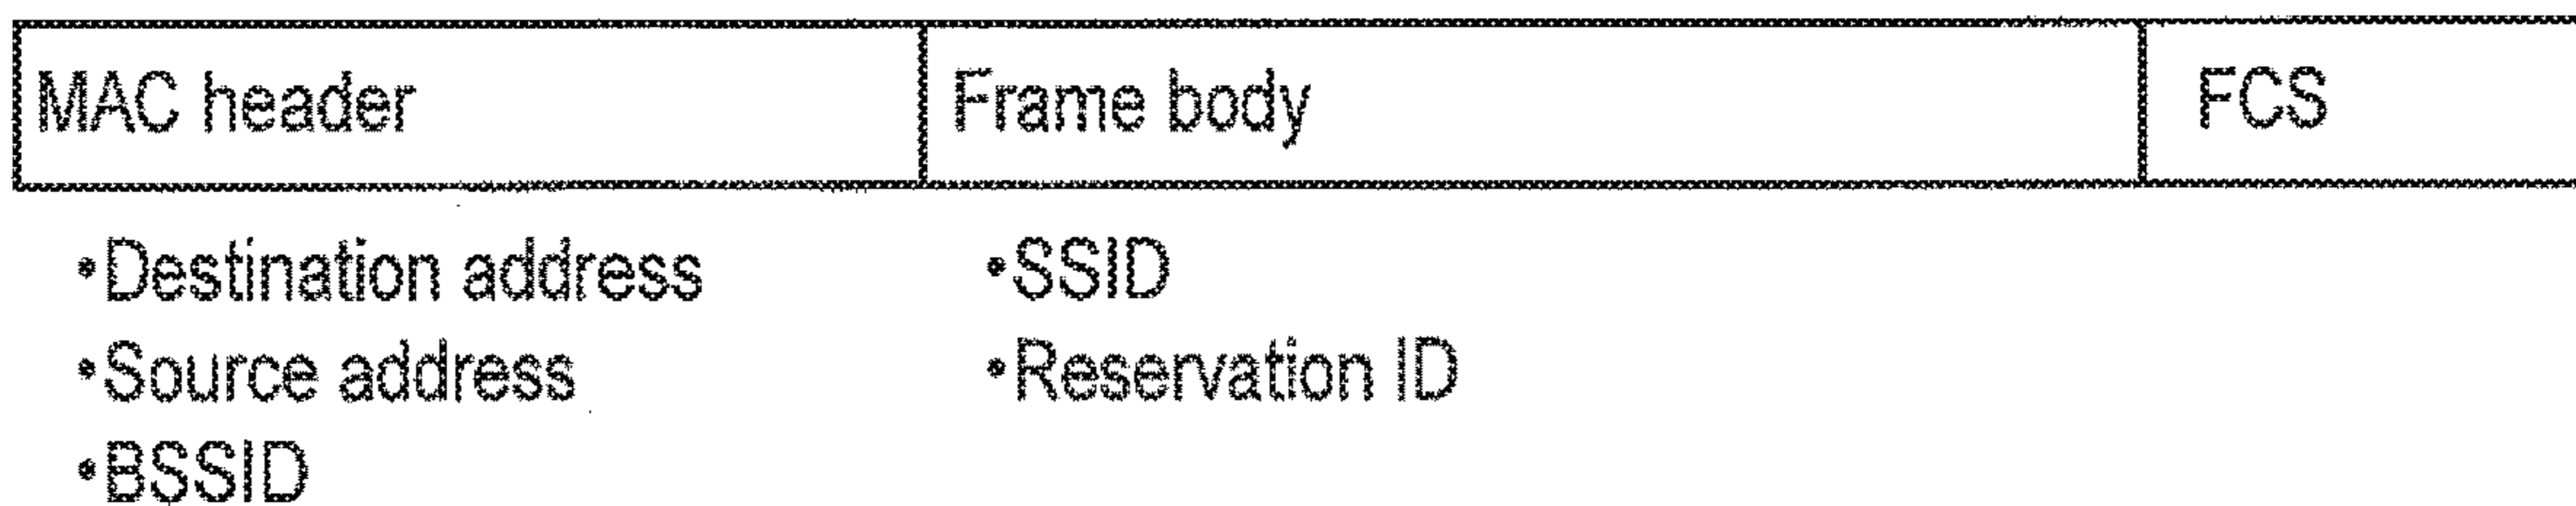 MAC header
Frame body
FCS
•Destination address
•Source address
•BSSID
•SSID
•Reservation ID